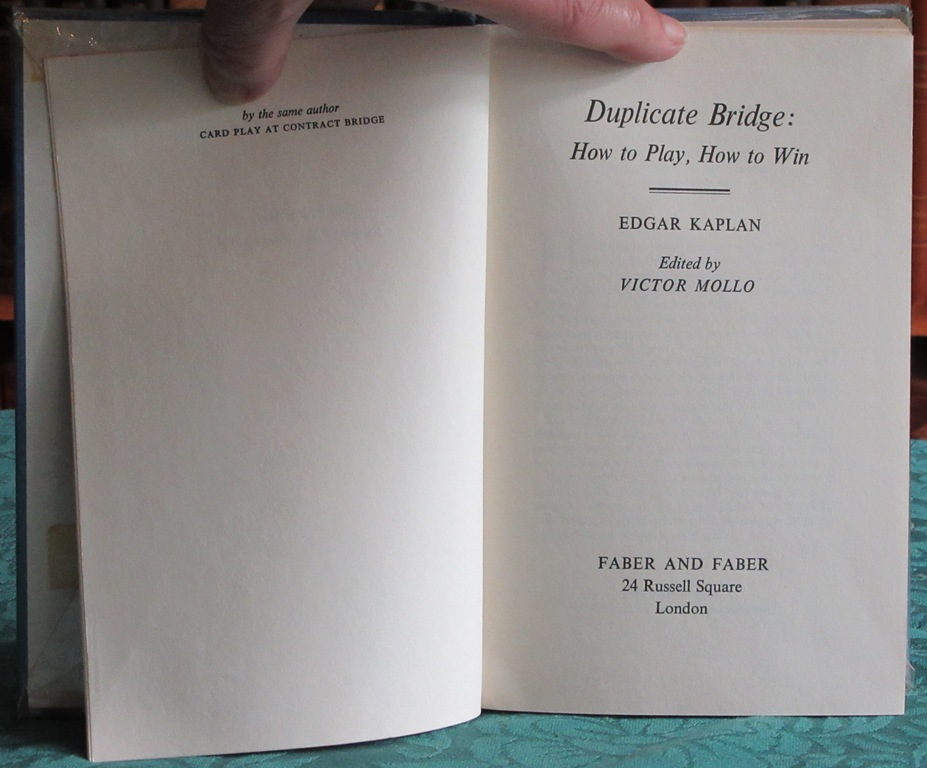 by the same author
CARD PLAY AT CONTRACT BRIDGE
Duplicate Bridge:
How to Play, How to Win
EDGAR KAPLAN
Edited by
VICTOR MOLLO
FABER AND FABER
24 Russell Square
London